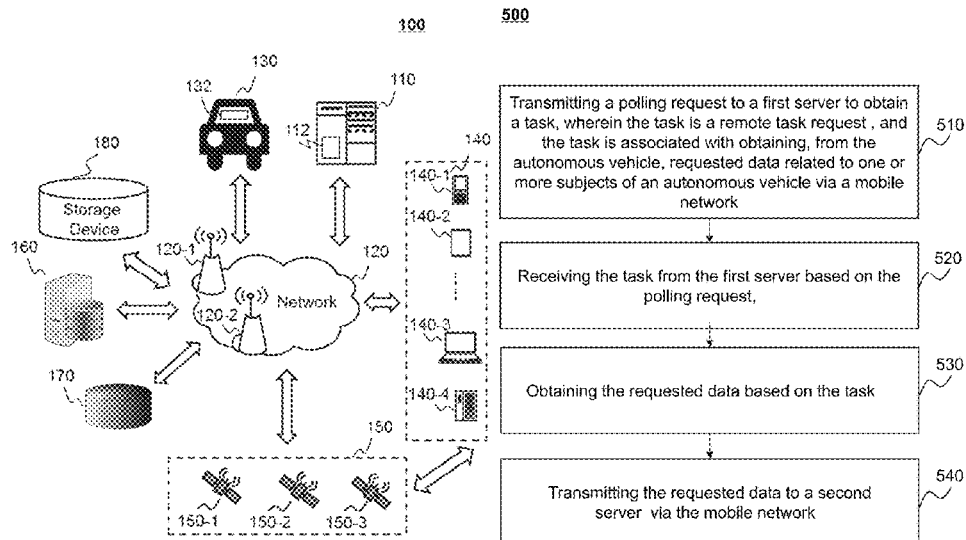 100
500
130
132
110
112
180
Storage
Device
160
120-1
120
Network
120-2
170
140
140-1
140-2
140-3
140-4
150
150-1
150-2
150-3
Transmitting a polling request to a first server to obtain
a task, wherein the task is a remote task request , and
the task is associated with obtaining, from the
autonomous vehicle, requested data related to one or
more subjects of an autonomous vehicle via a mobile
network
510
Receiving the task from the first server based on the
polling request,
520
Obtaining the requested data based on the task
530
Transmitting the requested data to a second
server via the mobile network
540